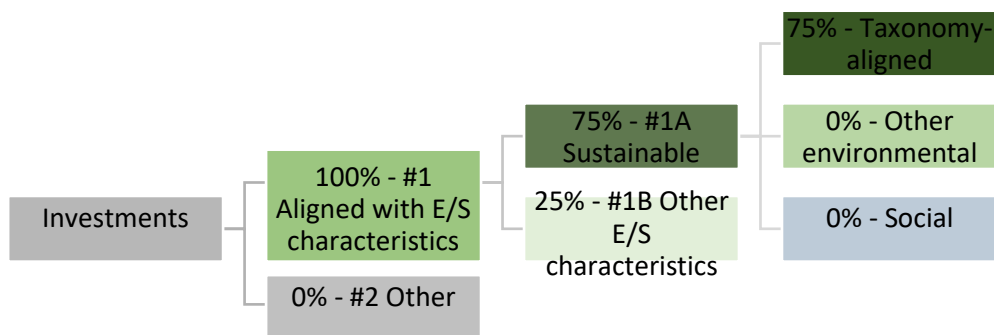 Investments
100% - #1
Aligned with E/S
characteristics
0% - #2 Other
75% - #1A
Sustainable
25% - #1B Other
E/S
characteristics
75% - Taxonomy-
aligned
0% - Other
environmental
0% - Social